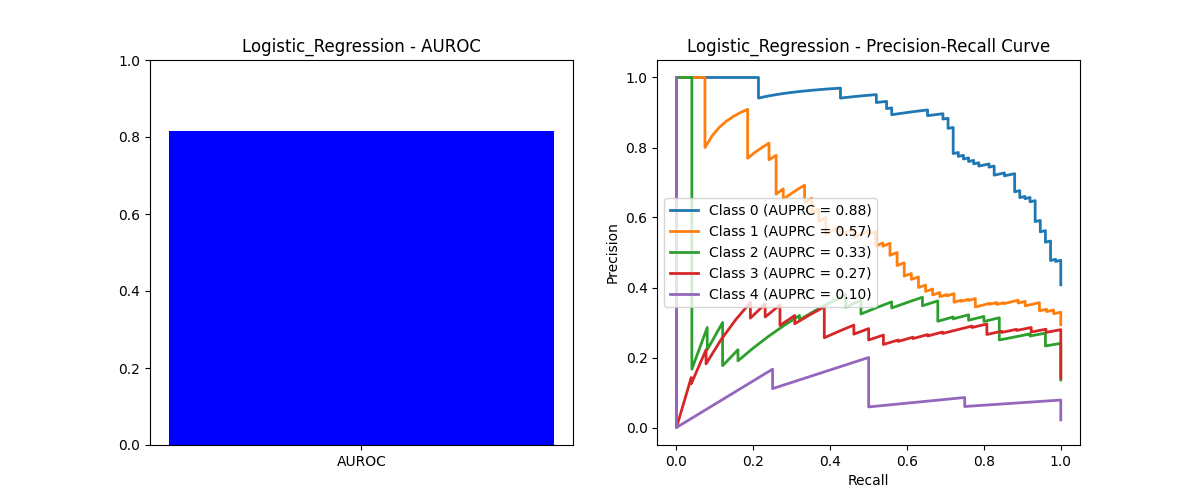 Logistic_Regression - AUROC
1.0
0.8
0.6
0.4
0.2
0.0
AUROC
Logistic_Regression - Precision-Recall Curve
Precision
1.0
0.8
0.6
0.4
0.2
0.0
Class 0 (AUPRC = 0.88)
Class 1 (AUPRC = 0.57)
Class 2 (AUPRC = 0.33)
Class 3 (AUPRC = 0.27)
Class 4 (AUPRC = 0.10)
0.0 0.2 0.4 0.6 0.8 1.0
Recall